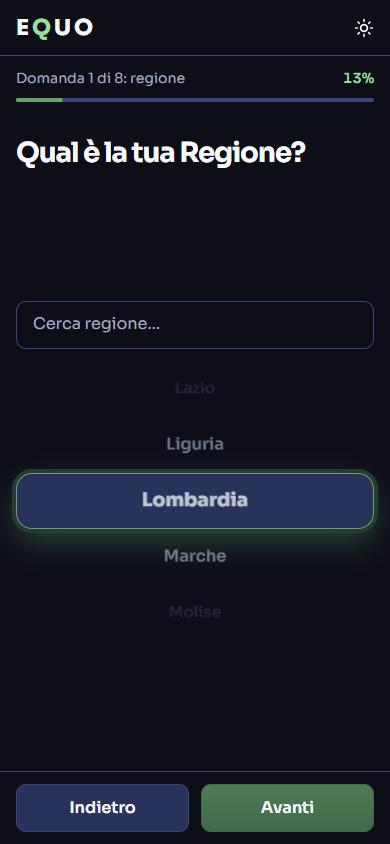 EQUO
Domanda 1 di 8: regione 13%
Qual è la tua Regione?
Cerca regione...
Lazio
Liguria
Lombardia
Marche
Molise
Indietro Avanti